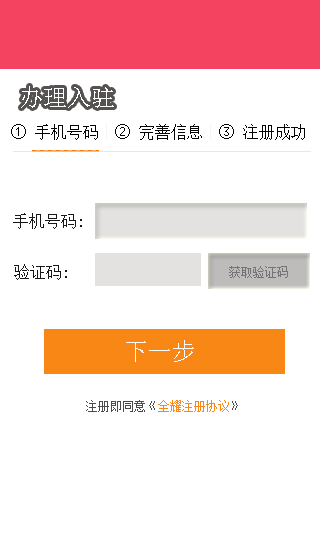 办理入驻
① 手机号码 ② 完善信息 ③ 注册成功
手机号码:
验证码: 获取验证码
下一步
注册即同意《全耀注册协议》